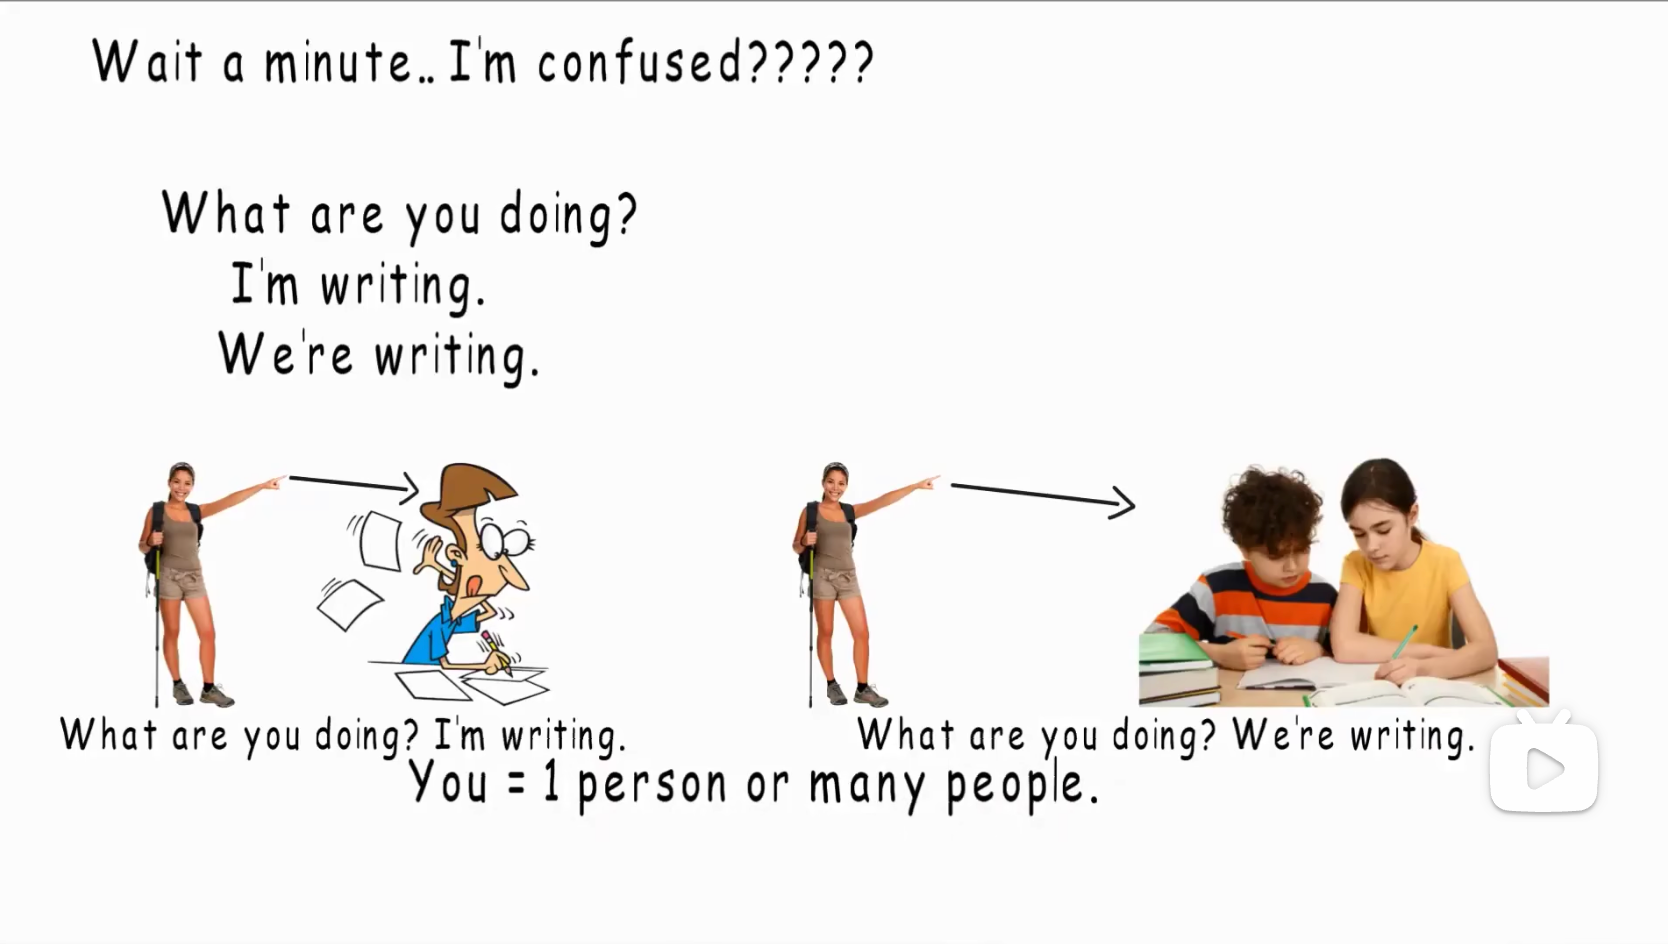 Wait a minute.. I'm confused?????
What are you doing?
I'm writing.
We're writing.
What are you doing? I'm writing.
What are you doing? We're writing.
You = 1 person or many people.